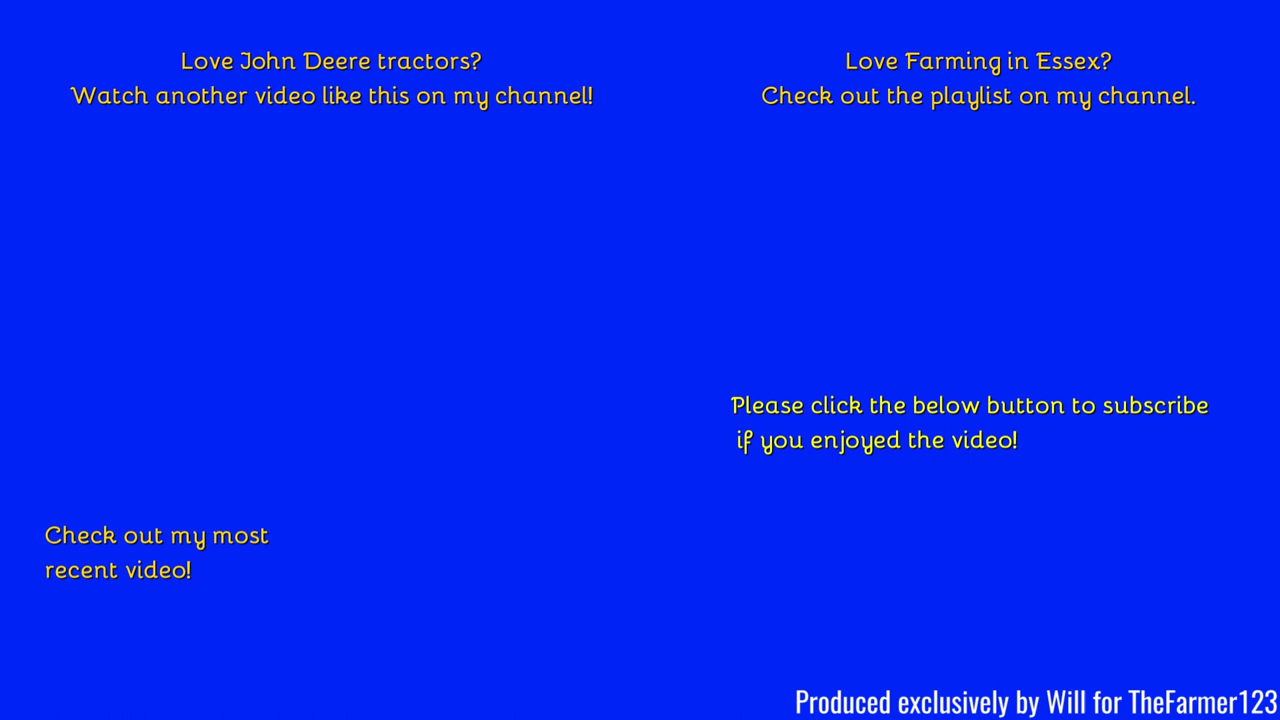 Love John Deere tractors?
Watch another video like this on my channel!
Love Farming in Essex?
Check out the playlist on my channel.
Please click the below button to subscribe
if you enjoyed the video!
Check out my most
recent video!
Produced exclusively by Will for TheFarmer123